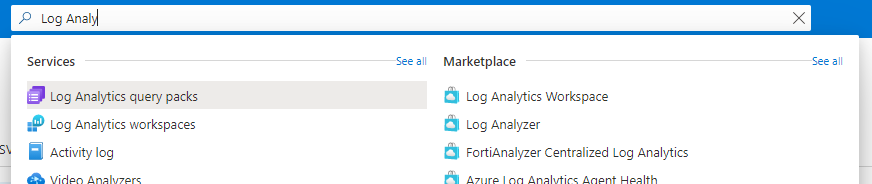 Log Analy
Services See all
Log Analytics query packs
Log Analytics workspaces
Activity log
Video Analyzers
Marketplace See all
Log Analytics Workspace
Log Analyzer
FortiAnalyzer Centralized Log Analytics
Azure Log Analytics Agent Health